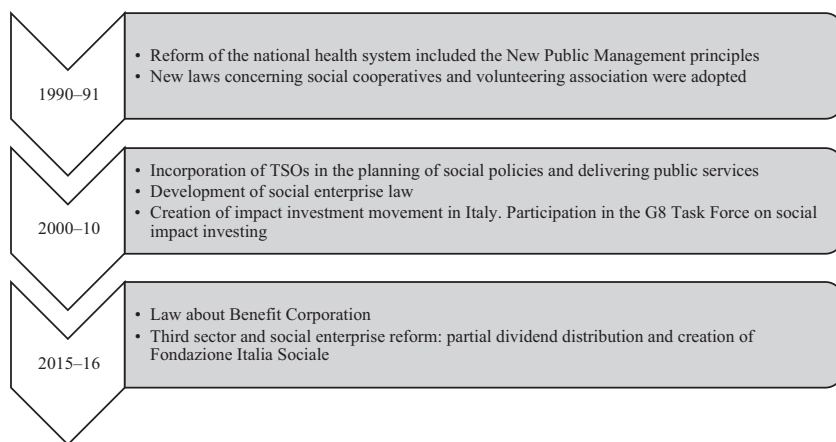 1990–91
• Reform of the national health system included the New Public Management principles
• New laws concerning social cooperatives and volunteering association were adopted
2000–10
• Incorporation of TSOs in the planning of social policies and delivering public services
• Development of social enterprise law
• Creation of impact investment movement in Italy. Participation in the G8 Task Force on social
impact investing
2015–16
• Law about Benefit Corporation
• Third sector and social enterprise reform: partial dividend distribution and creation of
Fondazione Italia Sociale